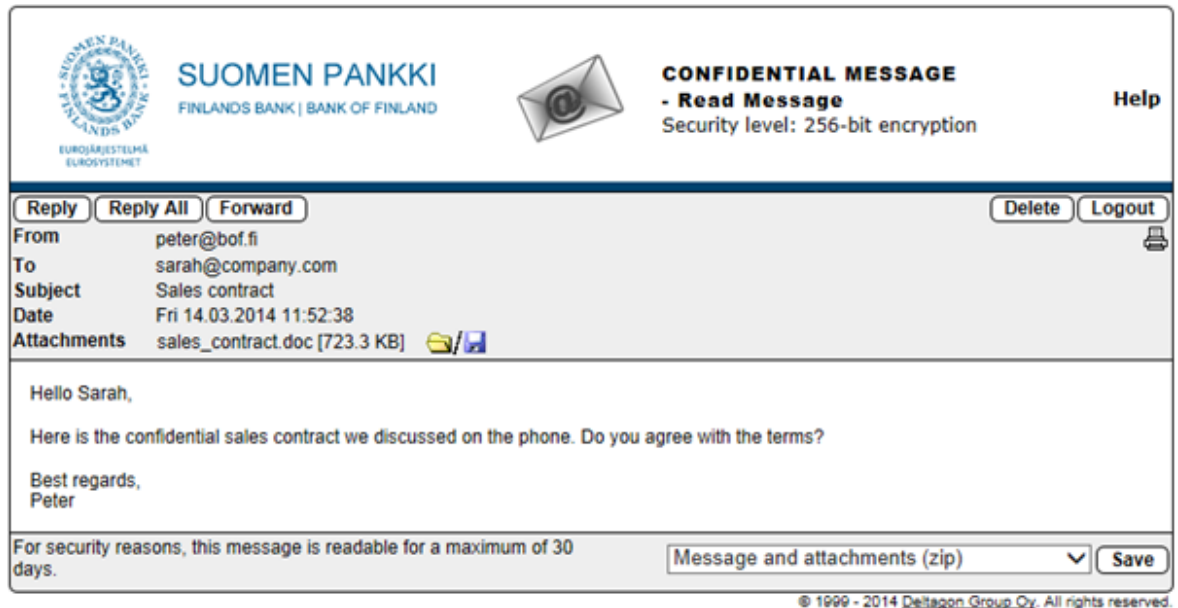 SUOMEN PANKKI
FINLANDS BANK
EUROJÄRJESTELMÄ
EUROSYSTEMET
SUOMEN PANKKI
FINLANDS BANK | BANK OF FINLAND
@
CONFIDENTIAL MESSAGE
- Read Message
Security level: 256-bit encryption
Help
Reply Reply All Forward Delete Logout
From peter@bof.fi
To sarah@company.com
Subject Sales contract
Date Fri 14.03.2014 11:52:38
Attachments sales_contract.doc [723.3 KB] /
Hello Sarah,
Here is the confidential sales contract we discussed on the phone. Do you agree with the terms?
Best regards,
Peter
For security reasons, this message is readable for a maximum of 30
days.
Message and attachments (zip) Save
© 1999 - 2014 Deltagon Group Oy. All rights reserved.